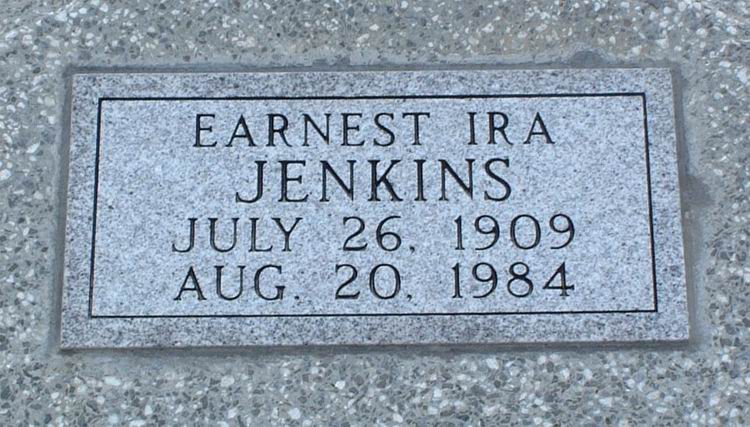 EARNEST IRA
JENKINS
JULY 26, 1909
AUG. 20, 1984